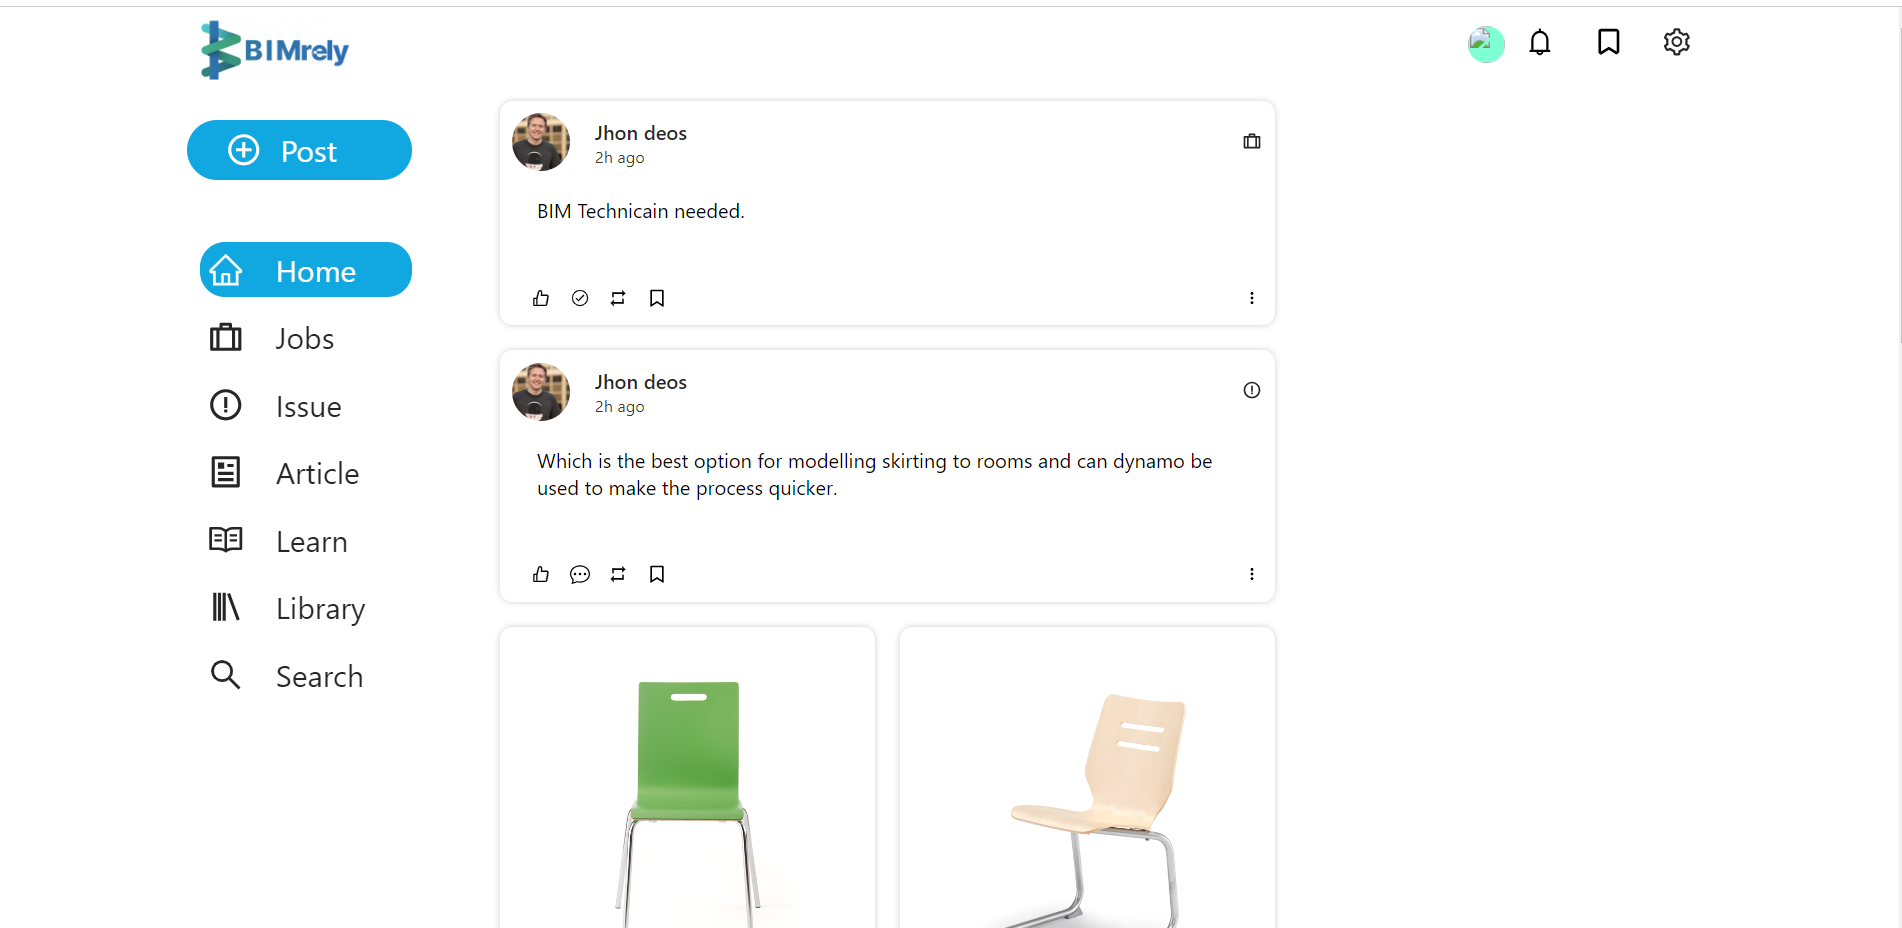 BIMrely
Post
Home
Jobs
Issue
Article
Learn
Library
Search
Jhon deos
2h ago
BIM Technicain needed.
Jhon deos
2h ago
Which is the best option for modelling skirting to rooms and can dynamo be
used to make the process quicker.